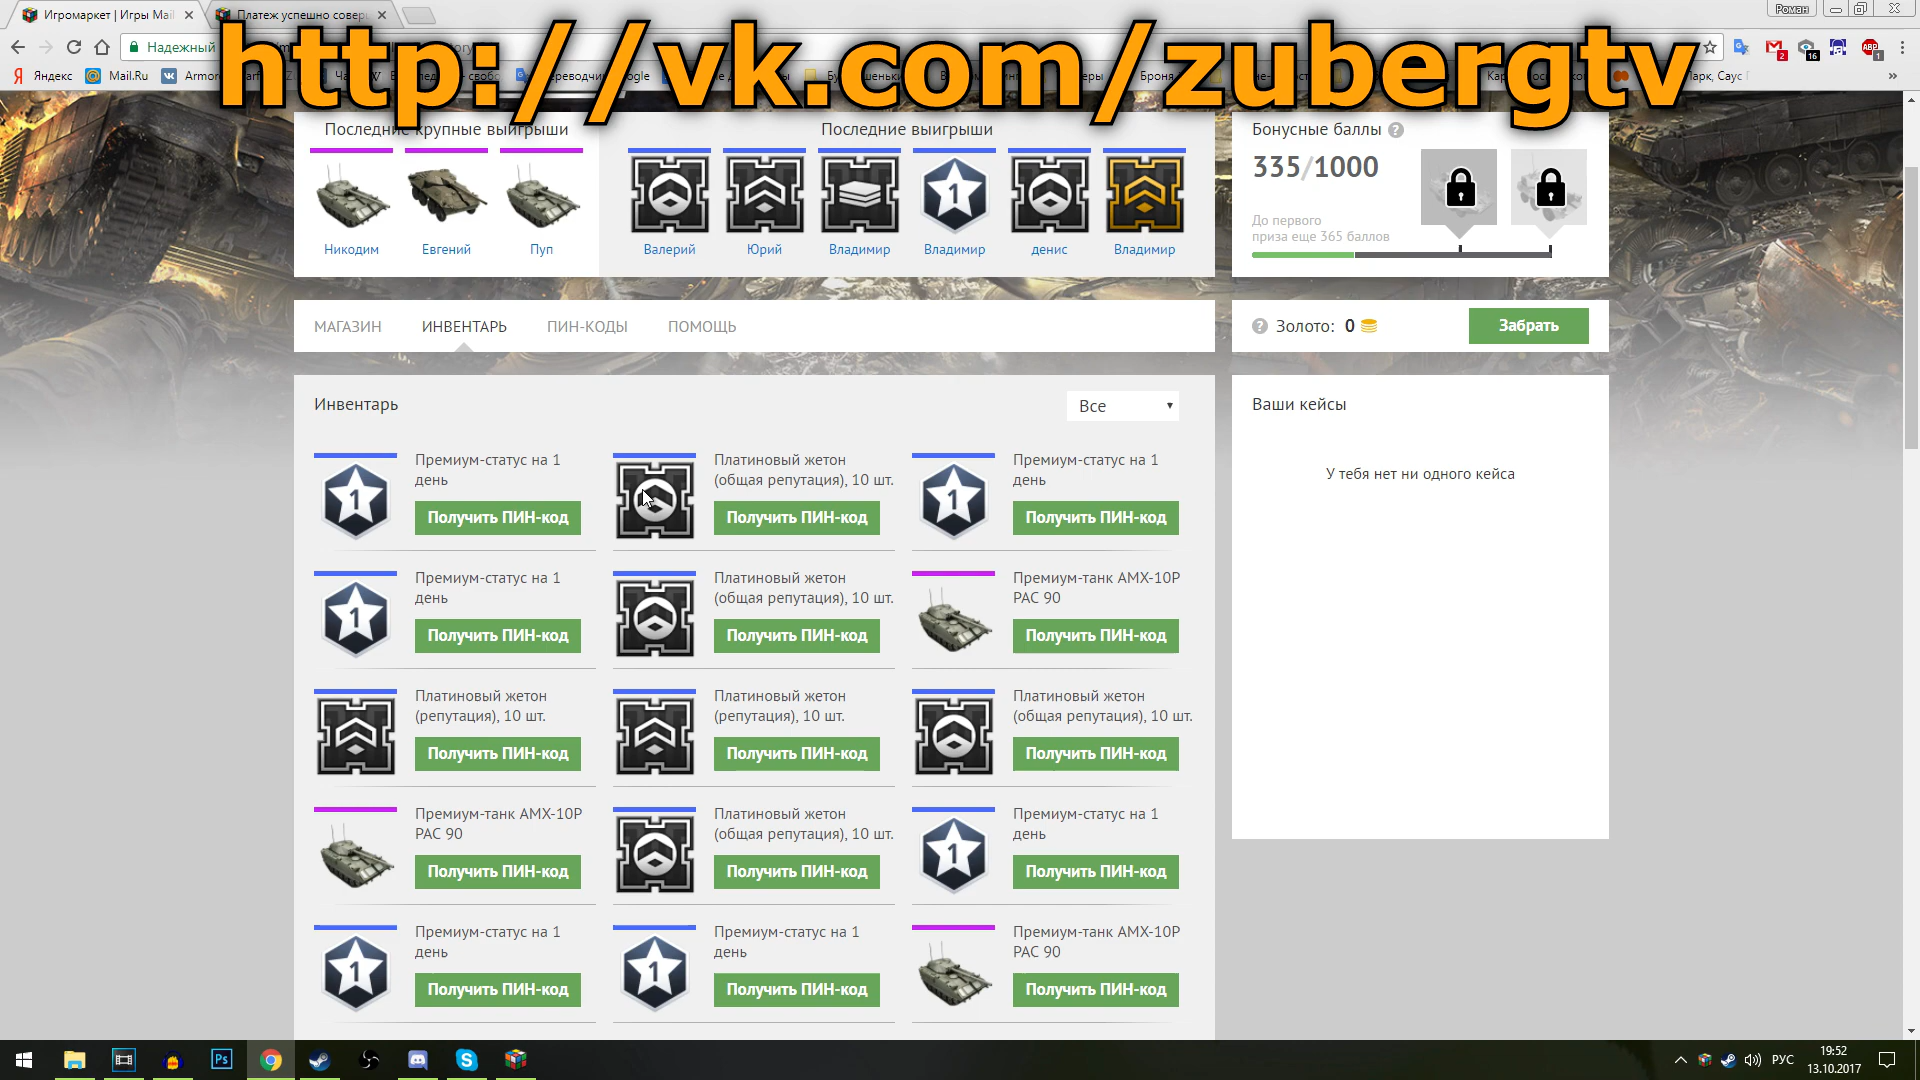 Игромаркет | Игры Mail
Платеж успешно совер
Роман
Надежный
http://vk.com/zubergtv
Яндекс
Mail.Ru
Последние крупные выигрыши
Никодим
Евгений
Пуп
Последние выигрыши
Валерий
Юрий
Владимир
Владимир
денис
Владимир
Бонусные баллы
335/1000
До первого
приза еще 365 баллов
МАГАЗИН
ИНВЕНТАРЬ
ПИН-КОДЫ
ПОМОЩЬ
Золото: 0
Забрать
Инвентарь
Все
Ваши кейсы
У тебя нет ни одного кейса
Премиум-статус на 1
день
Получить ПИН-код
Платиновый жетон
(общая репутация), 10 шт.
Получить ПИН-код
Премиум-статус на 1
день
Получить ПИН-код
Премиум-статус на 1
день
Получить ПИН-код
Платиновый жетон
(общая репутация), 10 шт.
Получить ПИН-код
Премиум-танк AMX-10P
PAC 90
Получить ПИН-код
Платиновый жетон
(репутация), 10 шт.
Получить ПИН-код
Платиновый жетон
(репутация), 10 шт.
Получить ПИН-код
Платиновый жетон
(общая репутация), 10 шт.
Получить ПИН-код
Премиум-танк AMX-10P
PAC 90
Получить ПИН-код
Платиновый жетон
(общая репутация), 10 шт.
Получить ПИН-код
Премиум-статус на 1
день
Получить ПИН-код
Премиум-статус на 1
день
Получить ПИН-код
Премиум-статус на 1
день
Получить ПИН-код
Премиум-танк AMX-10P
PAC 90
Получить ПИН-код
РУС
19:52
13.10.2017